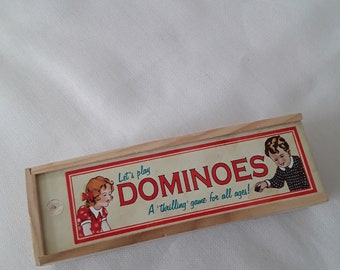 Let's play
DOMINOES
A 'thrilling' game for all ages!